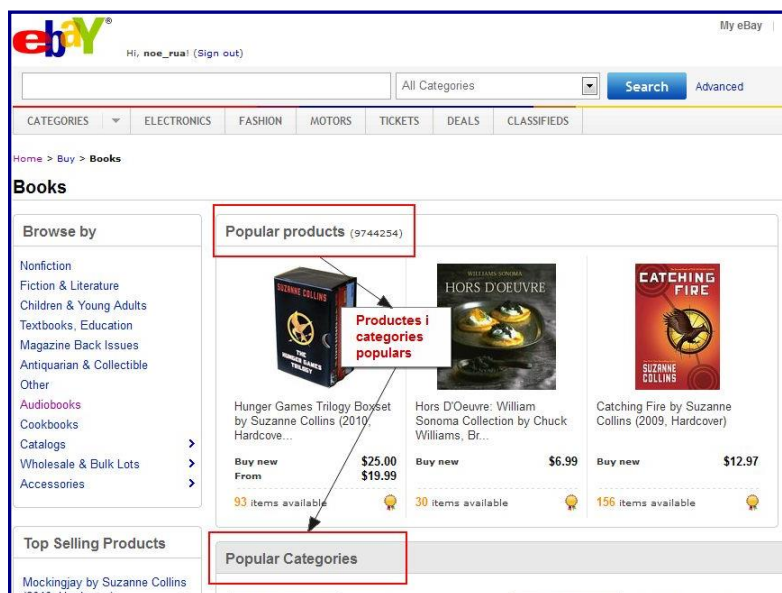 ebay®
My eBay
Hi, noe_rua! (Sign out)
All Categories
Search
Advanced
CATEGORIES
ELECTRONICS
FASHION
MOTORS
TICKETS
DEALS
CLASSIFIEDS
Home > Buy > Books
Books
Browse by
Nonfiction
Fiction & Literature
Children & Young Adults
Textbooks, Education
Magazine Back Issues
Antiquarian & Collectible
Other
Audiobooks
Cookbooks
Catalogs
Wholesale & Bulk Lots
Accessories
Top Selling Products
Mockingjay by Suzanne Collins
Popular products (9744254)
SUZANNE COLLINS
THE
HUNGER GAMES
TRILOGY
Productes i
categories
populars
WILLIAMS-SONOMA
HORS D'OEUVRE
CATCHING
FIRE
SUZANNE
COLLINS
Hunger Games Trilogy Boxset
by Suzanne Collins (2010,
Hardcove...
Buy new $25.00
From $19.99
93 items available
Hors D'Oeuvre: William
Sonoma Collection by Chuck
Williams, Br...
Buy new $6.99
30 items available
Catching Fire by Suzanne
Collins (2009, Hardcover)
Buy new $12.97
156 items available
Popular Categories